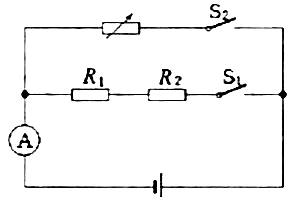 S₂
R₁ R₂ S₁
A